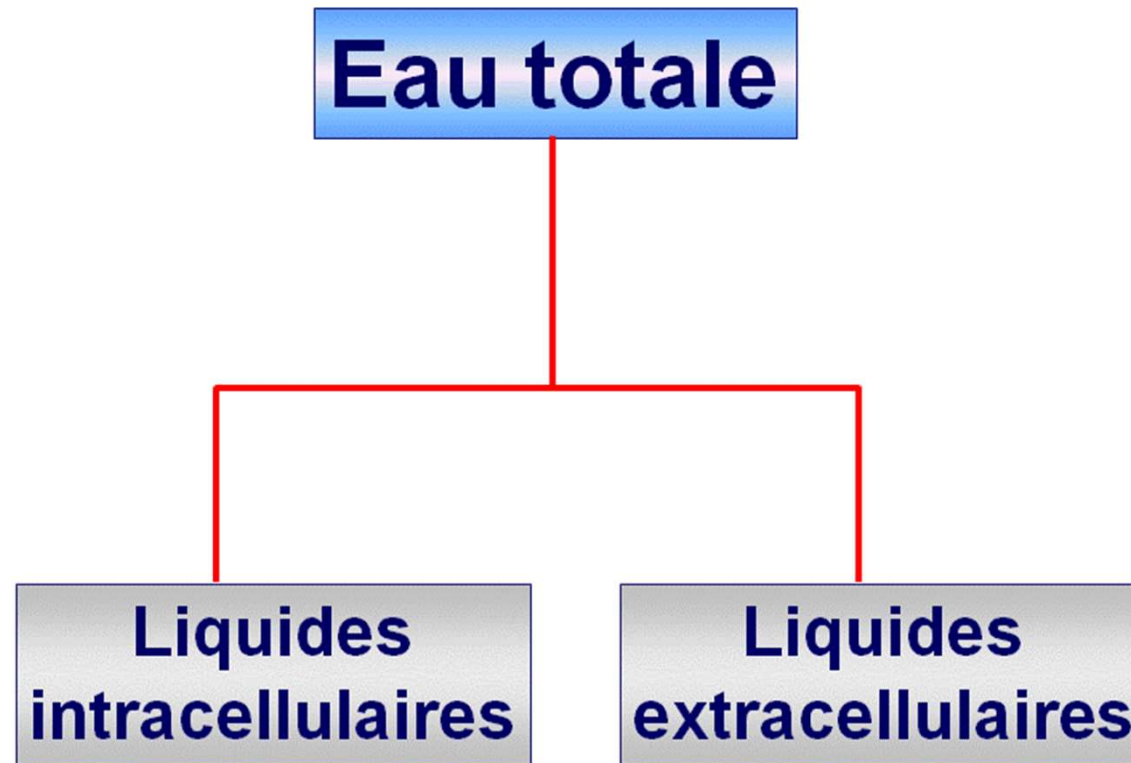 Eau totale
Liquides
intracellulaires
Liquides
extracellulaires